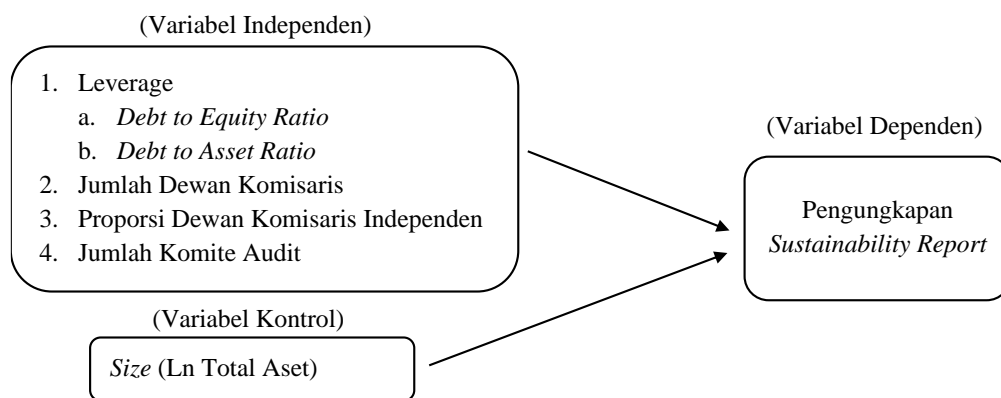 (Variabel Independen)
1. Leverage
a. Debt to Equity Ratio
b. Debt to Asset Ratio
2. Jumlah Dewan Komisaris
3. Proporsi Dewan Komisaris Independen
4. Jumlah Komite Audit
(Variabel Dependen)
Pengungkapan
Sustainability Report
(Variabel Kontrol)
Size (Ln Total Aset)